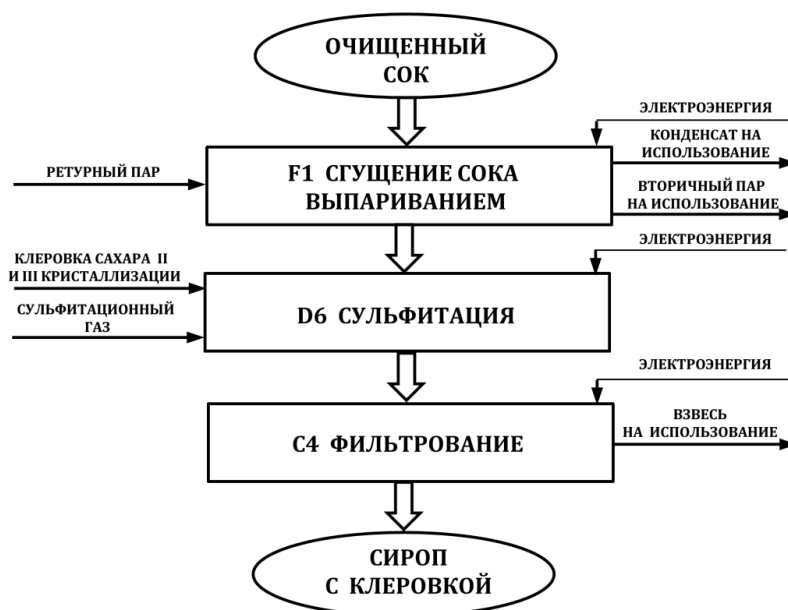 ОЧИЩЕННЫЙ
СОК
ЭЛЕКТРОЭНЕРГИЯ
КОНДЕНСАТ НА
ИСПОЛЬЗОВАНИЕ
РЕТУРНЫЙ ПАР
F1 СГУЩЕНИЕ СОКА
ВЫПАРИВАНИЕМ
ВТОРИЧНЫЙ ПАР
НА ИСПОЛЬЗОВАНИЕ
ЭЛЕКТРОЭНЕРГИЯ
КЛЕРОВКА САХАРА II
И III КРИСТАЛЛИЗАЦИИ
СУЛЬФИТАЦИОННЫЙ
ГАЗ
D6 СУЛЬФИТАЦИЯ
ЭЛЕКТРОЭНЕРГИЯ
C4 ФИЛЬТРОВАНИЕ
ВЗВЕСЬ
НА ИСПОЛЬЗОВАНИЕ
СИРОП
С КЛЕРОВКОЙ